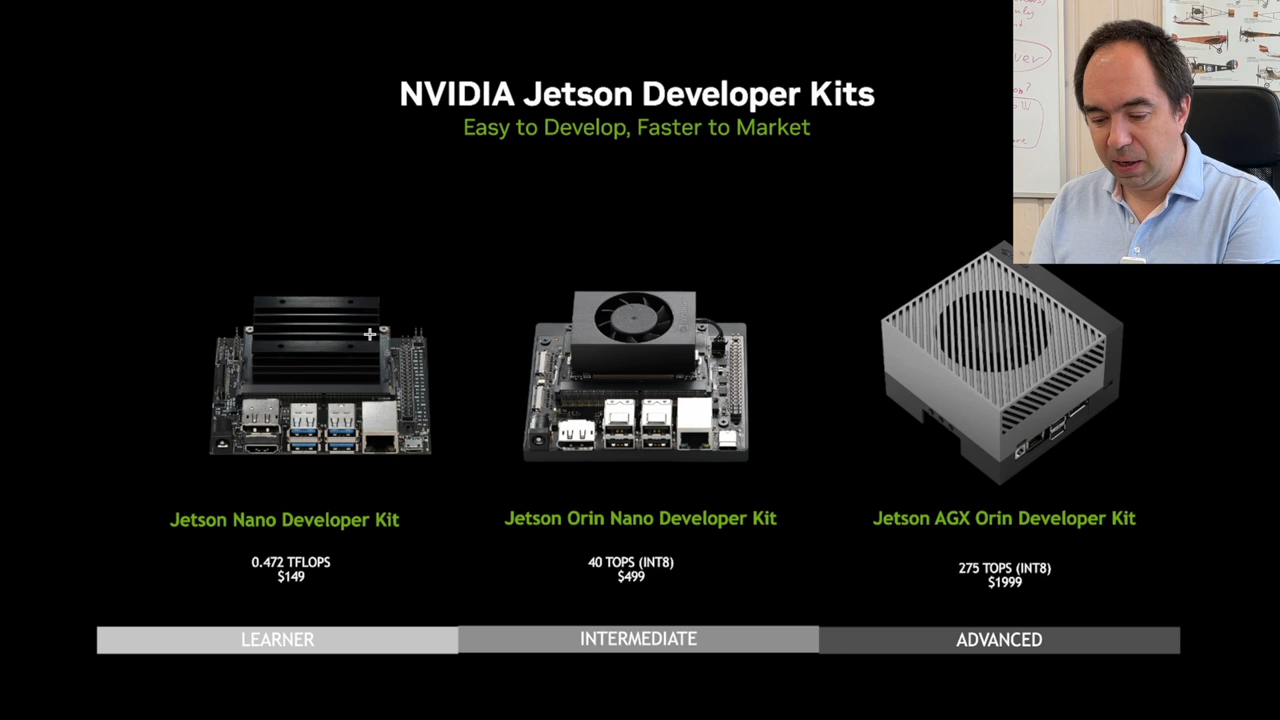 NVIDIA Jetson Developer Kits
Easy to Develop, Faster to Market
Jetson Nano Developer Kit
0.472 TFLOPS
$149
LEARNER
Jetson Orin Nano Developer Kit
40 TOPS (INT8)
$499
INTERMEDIATE
Jetson AGX Orin Developer Kit
275 TOPS (INT8)
$1999
ADVANCED